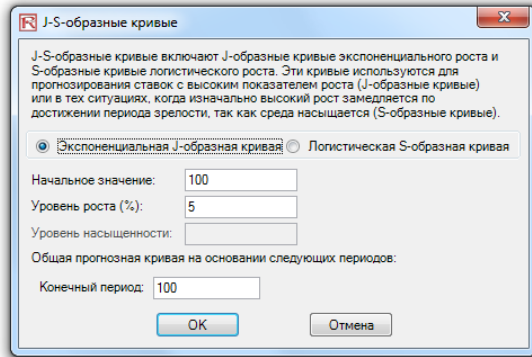 J-S-образные кривые
J-S-образные кривые включают J-образные кривые экспоненциального роста и
S-образные кривые логистического роста. Эти кривые используются для
прогнозирования ставок с высоким показателем роста (J-образные кривые)
или в тех ситуациях, когда изначально высокий рост замедляется по
достижении периода зрелости, так как среда насыщается (S-образные кривые).
Экспоненциальная J-образная кривая Логистическая S-образная кривая
Начальное значение: 100
Уровень роста (%): 5
Уровень насыщенности:
Общая прогнозная кривая на основании следующих периодов:
Конечный период: 100
OK Отмена